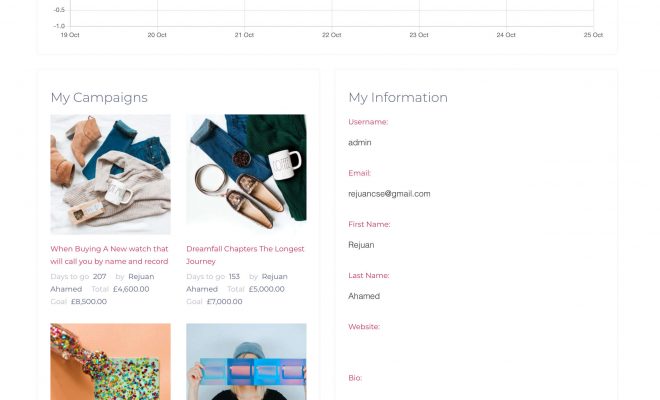 -0.5
-1.0
19 Oct 20 Oct 21 Oct 22 Oct 23 Oct 24 Oct 25 Oct
My Campaigns
When Buying A New watch that
will call you by name and record
Days to go 207 by Rejuan
Ahamed Total £4,600.00
Goal £8,500.00
Dreamfall Chapters The Longest
Journey
Days to go 153 by Rejuan
Ahamed Total £5,000.00
Goal £7,000.00
My Information
Username:
admin
Email:
rejuancse@gmail.com
First Name:
Rejuan
Last Name:
Ahamed
Website:
Bio: